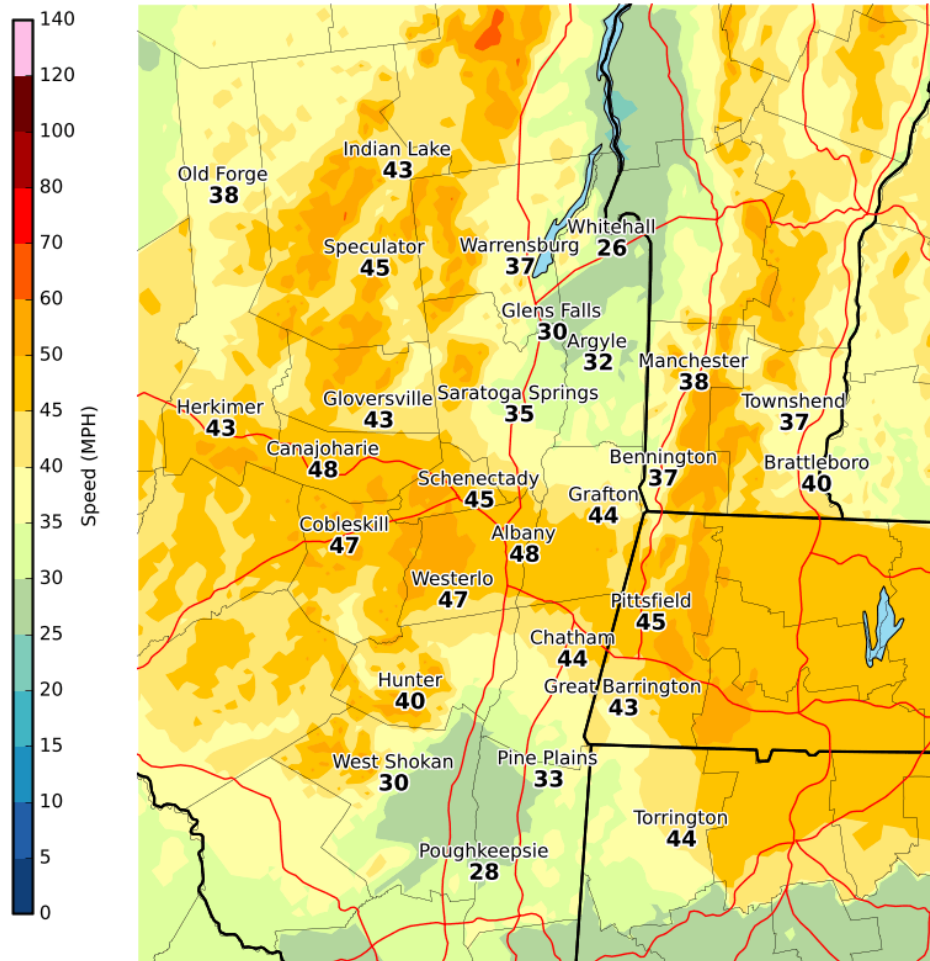 140
120
100
80
70
60
50
45
40
35
30
25
20
15
10
5
0
Speed (MPH)
Indian Lake
43
Old Forge
38
Whitehall
26
Speculator
45
Warrensburg
37
Glens Falls
30
Argyle
32
Manchester
38
Saratoga Springs
35
Gloversville
43
Herkimer
43
Townshend
37
Canajoharie
48
Bennington
37
Brattleboro
40
Schenectady
45
Grafton
44
Cobleskill
47
Albany
48
Westerlo
47
Pittsfield
45
Chatham
44
Hunter
40
Great Barrington
43
West Shokan
30
Pine Plains
33
Torrington
44
Poughkeepsie
28